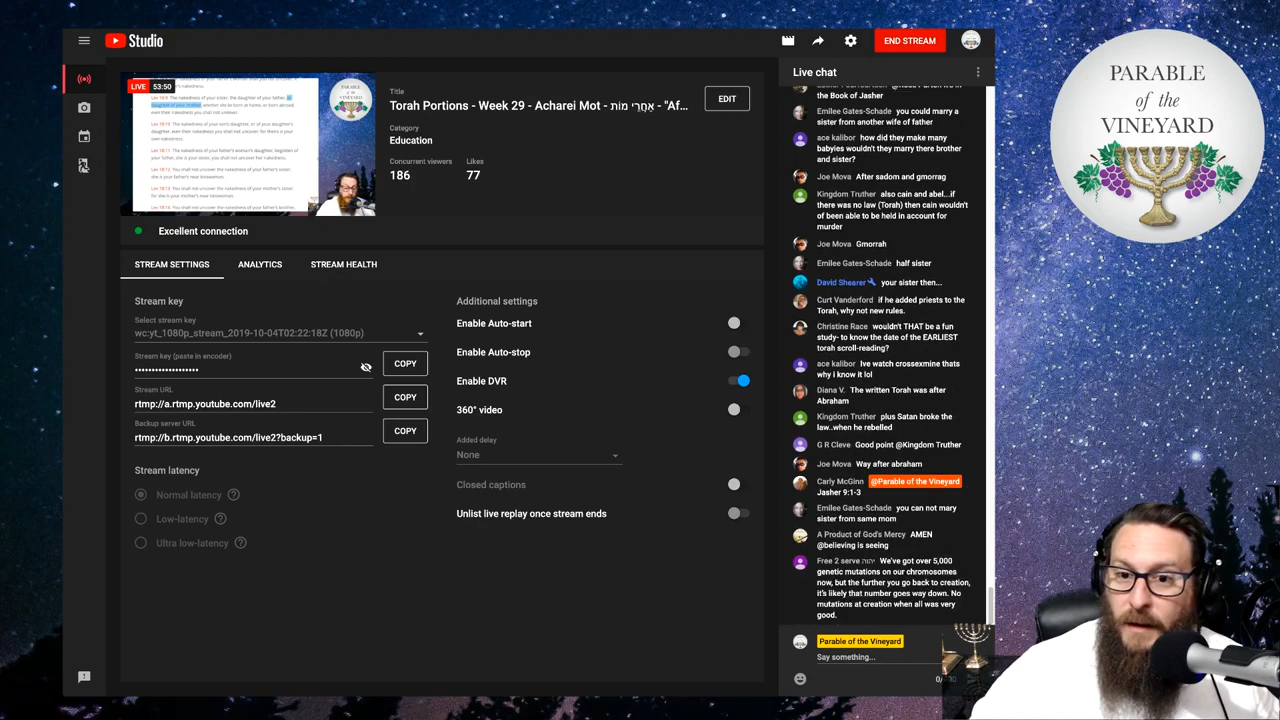 Studio
END STREAM
LIVE 53:50
Title
Torah Portions with
Category
Education
Concurrent viewers
Likes
186
77
Excellent connection
STREAM SETTINGS
ANALYTICS
STREAM HEALTH
Stream key
Select stream key
wc:yt_1080p_stream_2019-10-04T02:22:18Z (1080p)
Stream key (paste in encoder)
COPY
Stream URL
rtmp://a.rtmp.youtube.com/live2
COPY
Backup server URL
rtmp://b.rtmp.youtube.com/live2?backup=1
COPY
Stream latency
Normal latency
Low-latency
Ultra low-latency
Additional settings
Enable Auto-start
Enable Auto-stop
Enable DVR
360° video
Added delay
None
Closed captions
Unlist live replay once stream ends
Live chat
the Book of Jasher
Emilee Gates-Schade you could marry a
sister from another wife of father
ace kalibor how did they make many
babyies wouldn't they marry there brother
and sister?
Joe Mova After sadom and gmorrag
Kingdom Truther not cain and abel...if
there was no law (Torah) then cain wouldn't
of been able to be heid in account for
murder
Joe Mova Gmorrah
Emilee Gates-Schade half sister
David Shearer your sister then...
Curt Vanderford if he added priests to the
Torah, why not new rules.
Christine Race wouldn't THAT be a fun
study- to know the date of the EARLIEST
torah scroll-reading?
ace kalibor Ive watch crossexmine thats
why i know it lol
Diana V. The written Torah was after
Abraham
Kingdom Truther plus Satan broke the
law..when he rebelled
G R Cleve Good point @Kingdom Truther
Joe Mova Way after abraham
Carly McGinn @Parable of the Vineyard
Jasher 9:1-3
Emilee Gates-Schade you can not mary
sister from same mom
A Product of God's Mercy AMEN
@believing is seeing
Free 2 serve יהוה We've got over 5,000
genetic mutations on our chromosomes
now, but the further you go back to creation,
it's likely that number goes way down. No
mutations at creation when all was very
good.
Parable of the Vineyard
Say something...
PARABLE
of the
VINEYARD